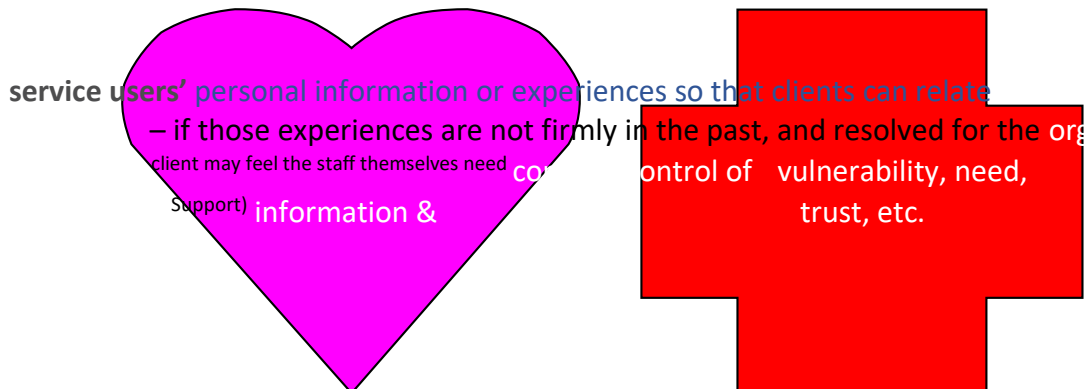 service users’ personal information or experiences so that clients can relate
– if those experiences are not firmly in the past, and resolved for the
client may feel the staff themselves need ontrol of vulnerability, need,
Support) information & trust, etc.